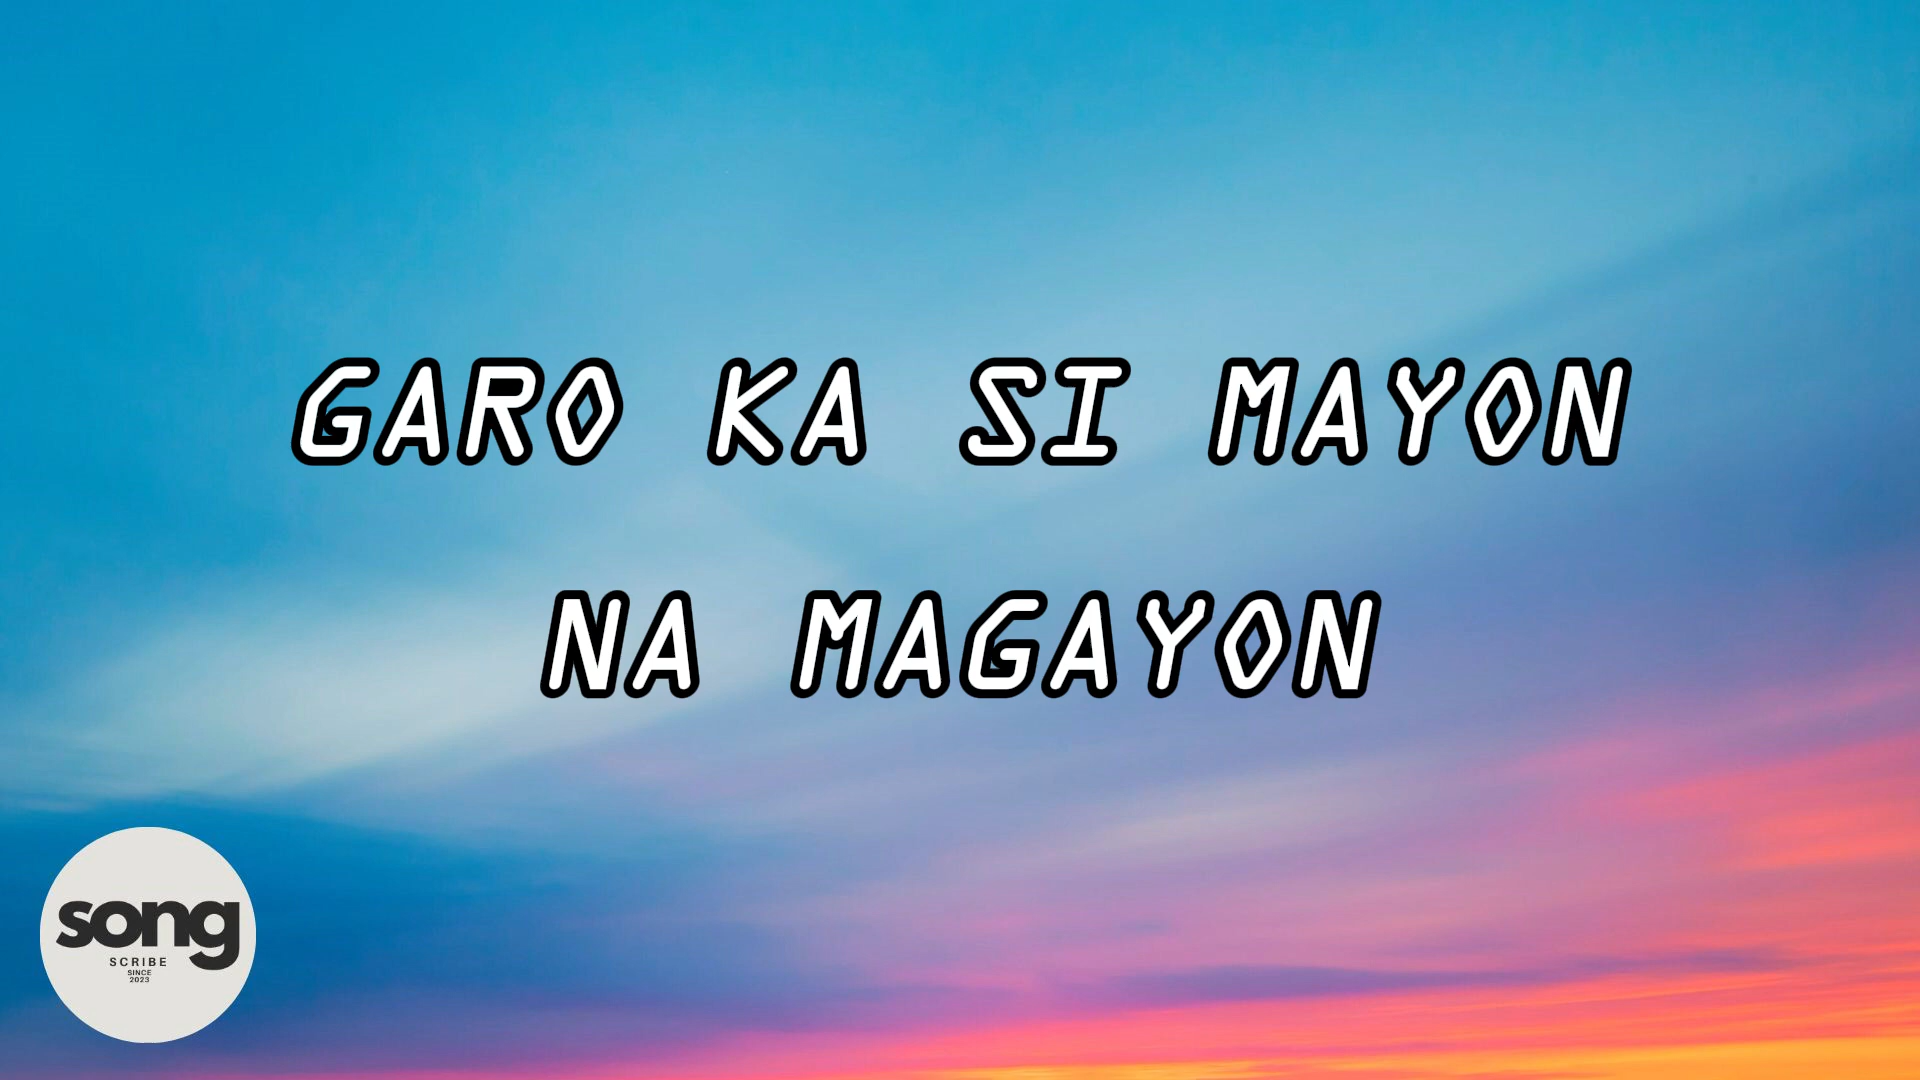 GARO KA SI MAYON
NA MAGAYON
song
SCRIBE
SINCE
2023